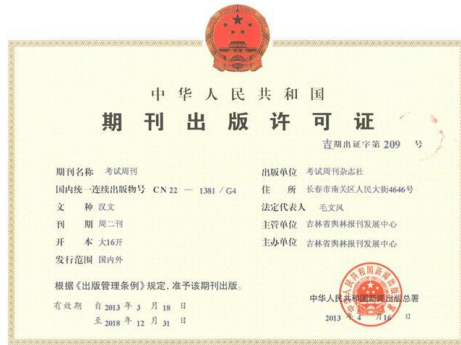 中华人民共和国
期刊出版许可证
吉期出证字第 209 号
期刊名称 考试周刊
国内统一连续出版物号 CN 22 — 1381 / G4
文 种 汉文
刊 期 周二刊
开 本 大16开
发行范围 国内外
出版单位 考试周刊杂志社
住 所 长春市南关区人民大街4646号
法定代表人 毛文凤
主管单位 吉林省舆林报刊发展中心
主办单位 吉林省舆林报刊发展中心
根据《出版管理条例》规定，准予该期刊出版。
有效期 自 2013 年 3 月 18 日
至 2018 年 12 月 31 日
中华人民共和国新闻出版总署
2013 年 4 月 16 日